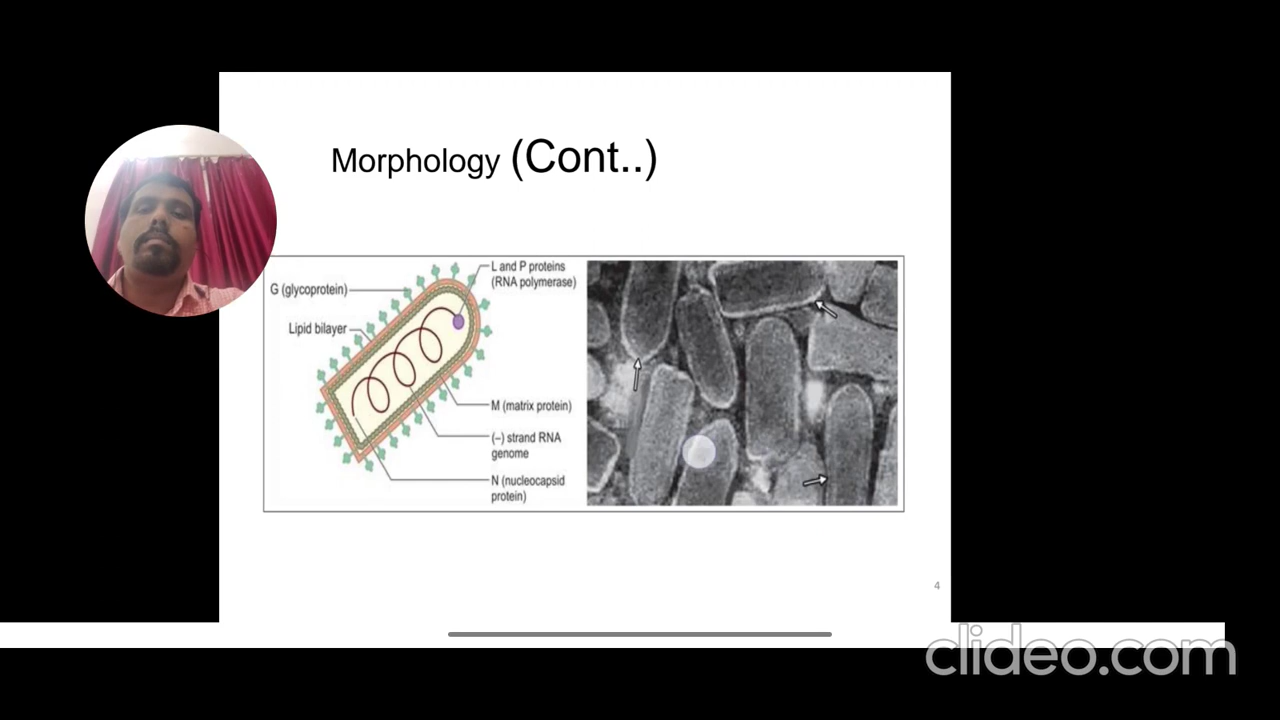 Morphology (Cont..)
G (glycoprotein)
Lipid bilayer
L and P proteins
(RNA polymerase)
M (matrix protein)
(–) strand RNA
genome
N (nucleocapsid
protein)
4
clideo.com